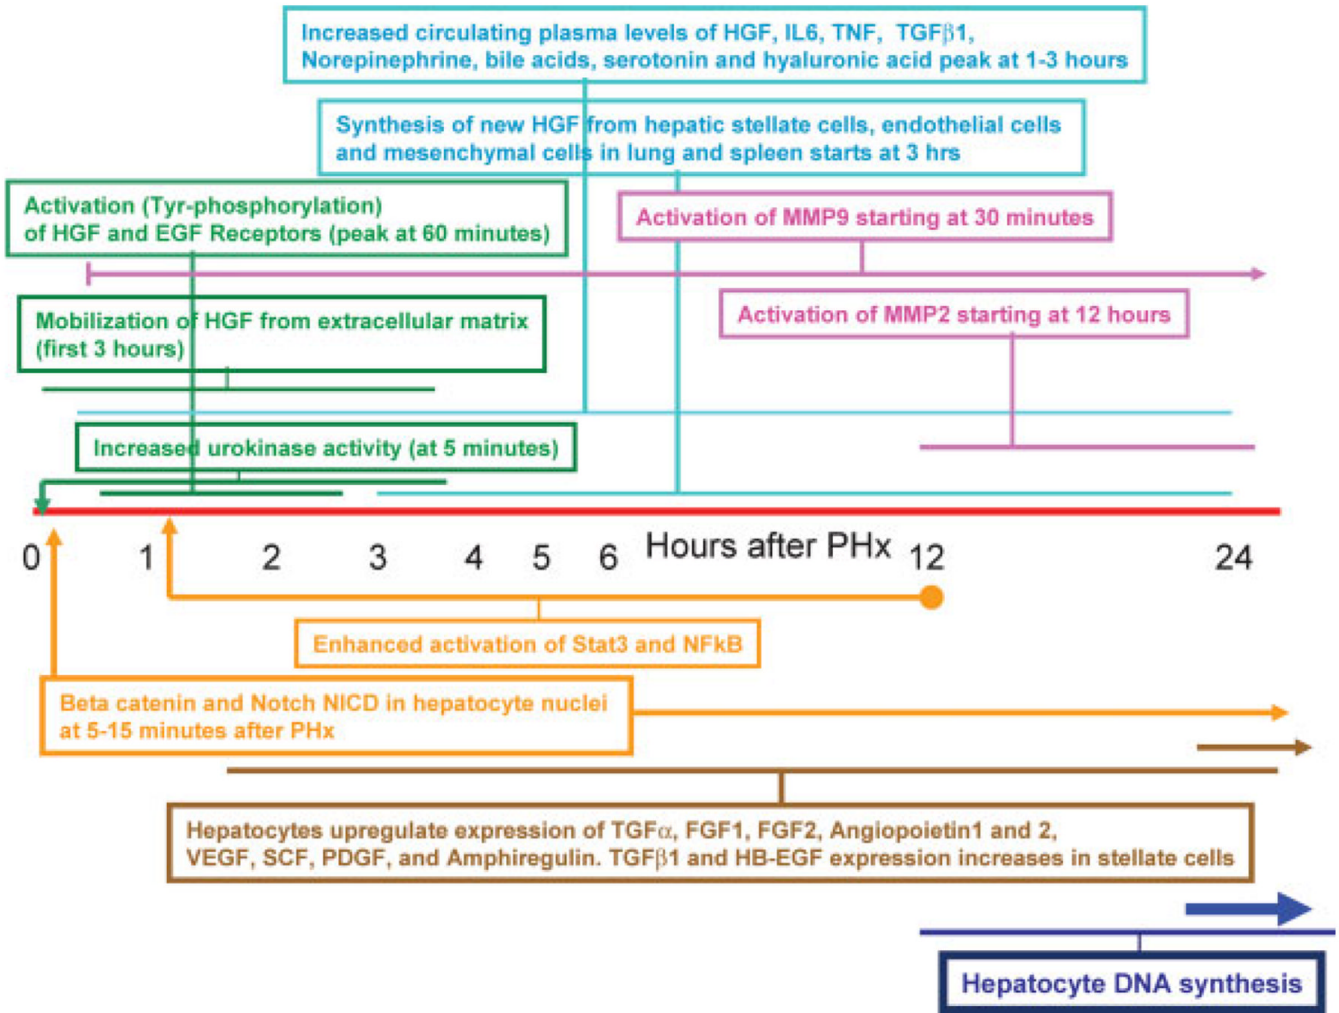 Increased circulating plasma levels of HGF, IL6, TNF, TGFβ1,
Norepinephrine, bile acids, serotonin and hyaluronic acid peak at 1-3 hours
Synthesis of new HGF from hepatic stellate cells, endothelial cells
and mesenchymal cells in lung and spleen starts at 3 hrs
Activation (Tyr-phosphorylation)
of HGF and EGF Receptors (peak at 60 minutes)
Activation of MMP9 starting at 30 minutes
Mobilization of HGF from extracellular matrix
(first 3 hours)
Activation of MMP2 starting at 12 hours
Increased urokinase activity (at 5 minutes)
0 1 2 3 4 5 6 Hours after PHx 12 24
Enhanced activation of Stat3 and NFkB
Beta catenin and Notch NICD in hepatocyte nuclei
at 5-15 minutes after PHx
Hepatocytes upregulate expression of TGFα, FGF1, FGF2, Angiopoietin1 and 2,
VEGF, SCF, PDGF, and Amphiregulin. TGFβ1 and HB-EGF expression increases in stellate cells
Hepatocyte DNA synthesis